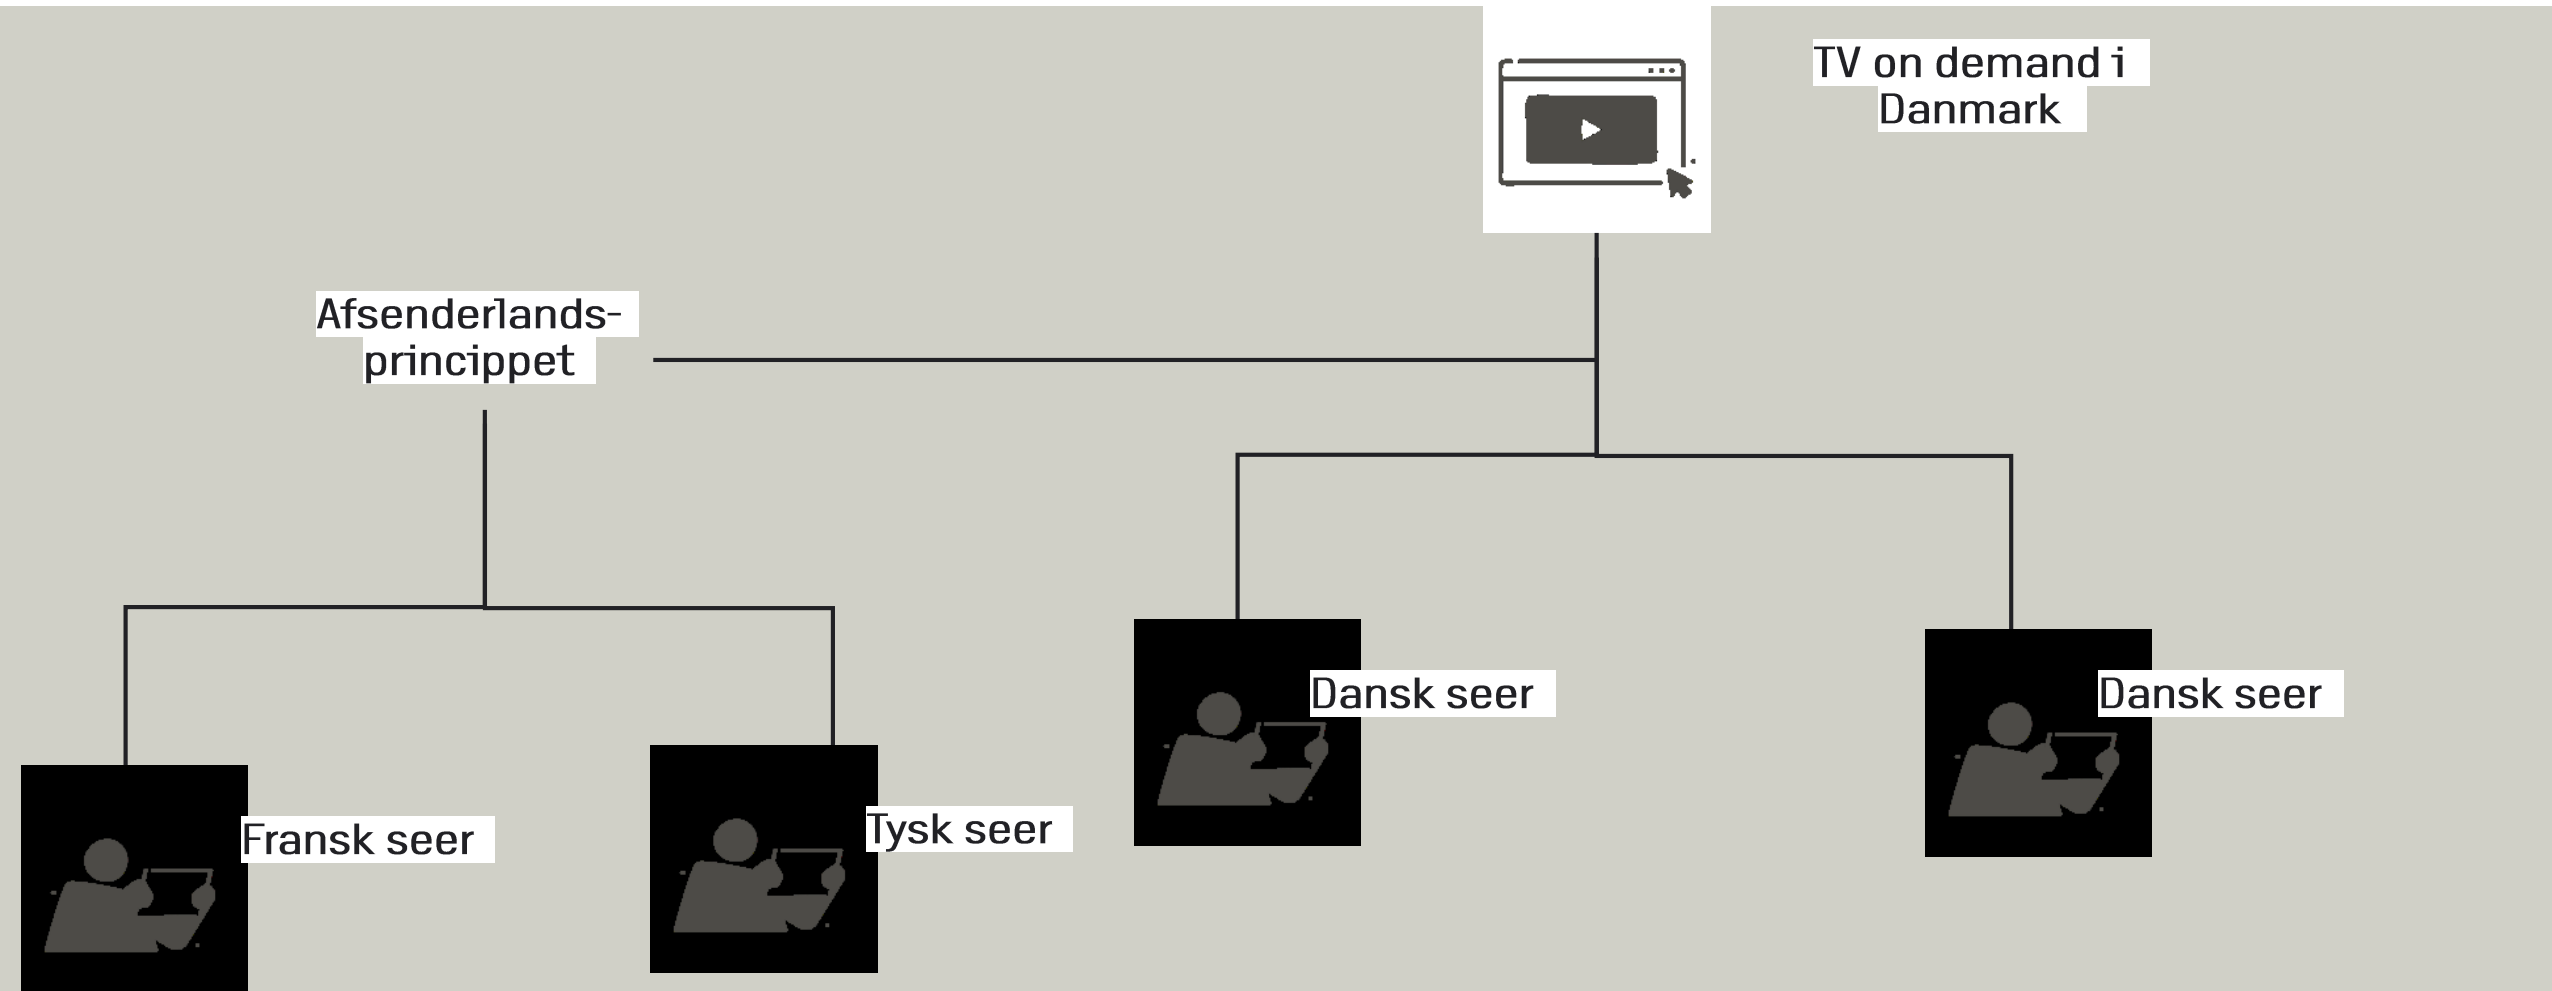 TV on demand i
Danmark
Afsenderlands-
princippet
Dansk seer
Dansk seer
Fransk seer
Tysk seer